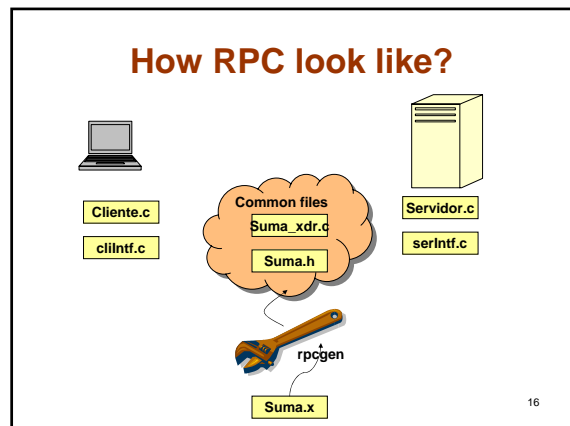 How RPC look like?
Cliente.c
cliIntf.c
Common files
Suma_xdr.c
Suma.h
Servidor.c
serIntf.c
rpcgen
Suma.x
16